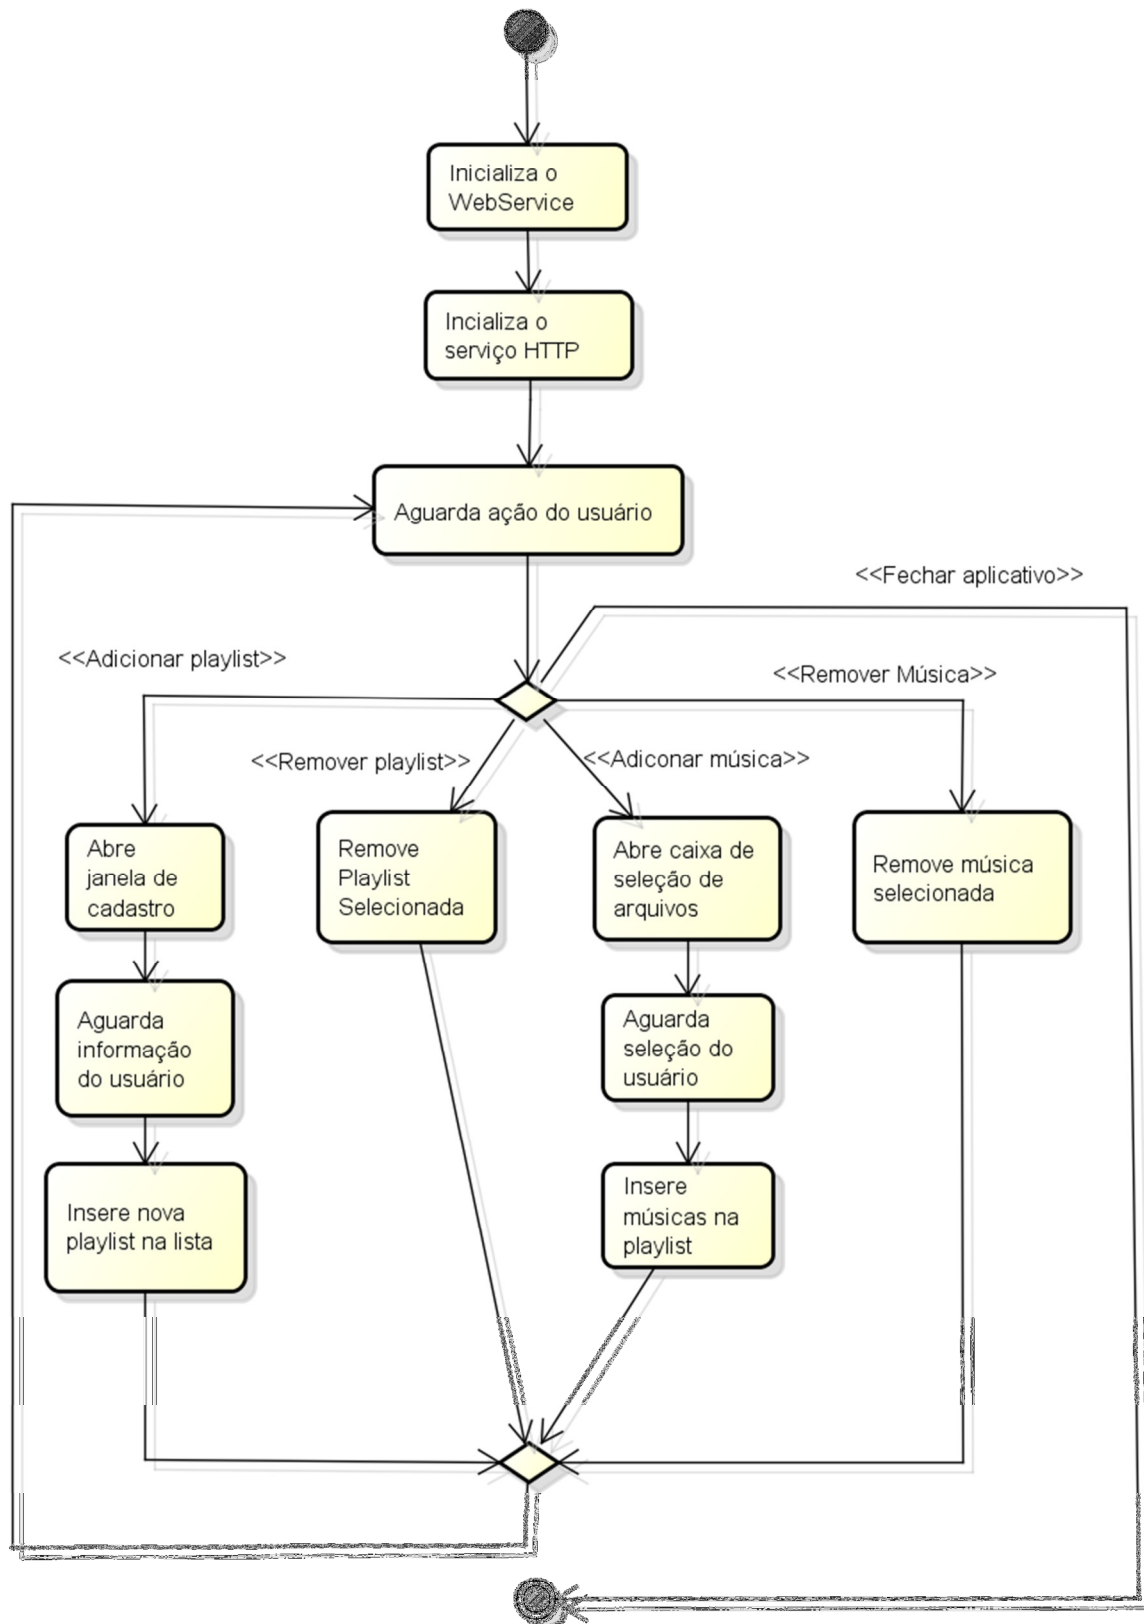 Inicializa o
WebService
Incializa o
serviço HTTP
Aguarda ação do usuário
<<Fechar aplicativo>>
<<Adicionar playlist>>
<<Remover Música>>
<<Remover playlist>>
<<Adiconar música>>
Abre
janela de
cadastro
Remove
Playlist
Selecionada
Abre caixa de
seleção de
arquivos
Remove música
selecionada
Aguarda
informação
do usuário
Aguarda
seleção do
usuário
Insere nova
playlist na lista
Insere
músicas na
playlist